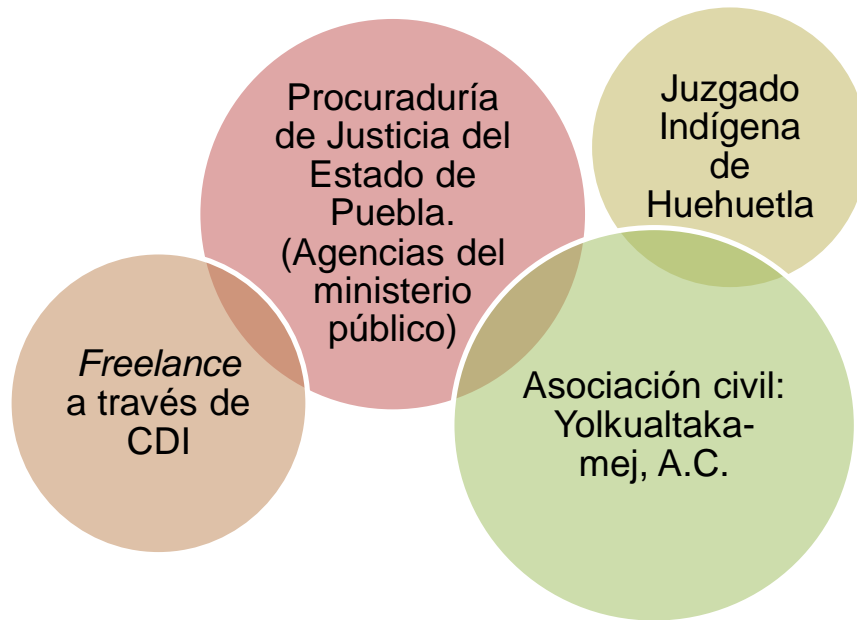 Procuraduría
de Justicia del
Estado de
Puebla.
(Agencias del
ministerio
público)
Juzgado
Indígena
de
Huehuetla
Freelance
a través de
CDI
Asociación civil:
Yolkualtaka-
mej, A.C.